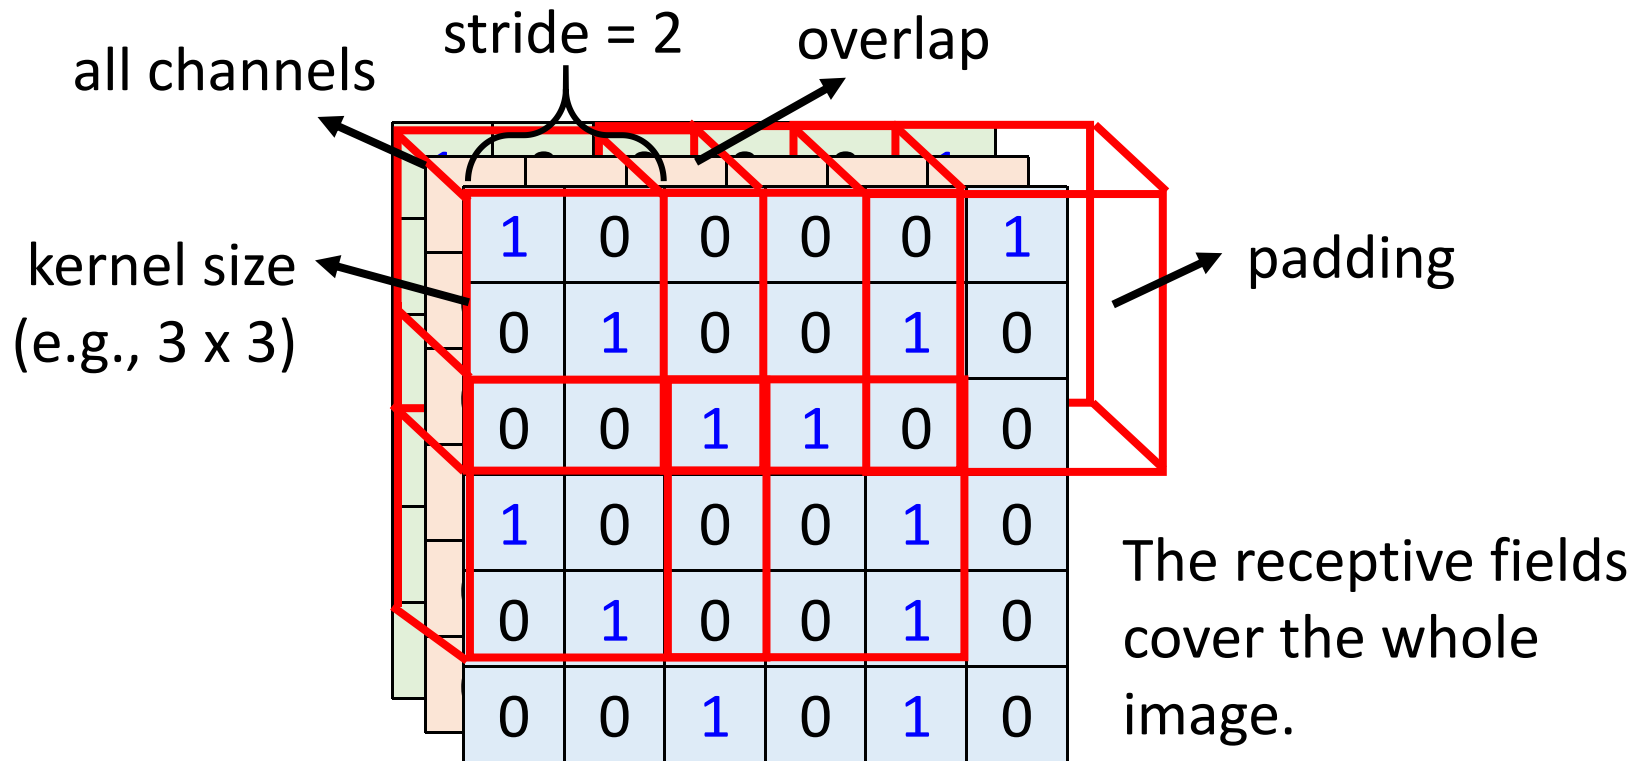 stride = 2
overlap
all channels
kernel size
(e.g., 3 x 3)
padding
1 0 0 0 0 1
0 1 0 0 1 0
0 0 1 1 0 0
1 0 0 0 1 0
0 1 0 0 1 0
0 0 1 0 1 0
The receptive fields
cover the whole
image.